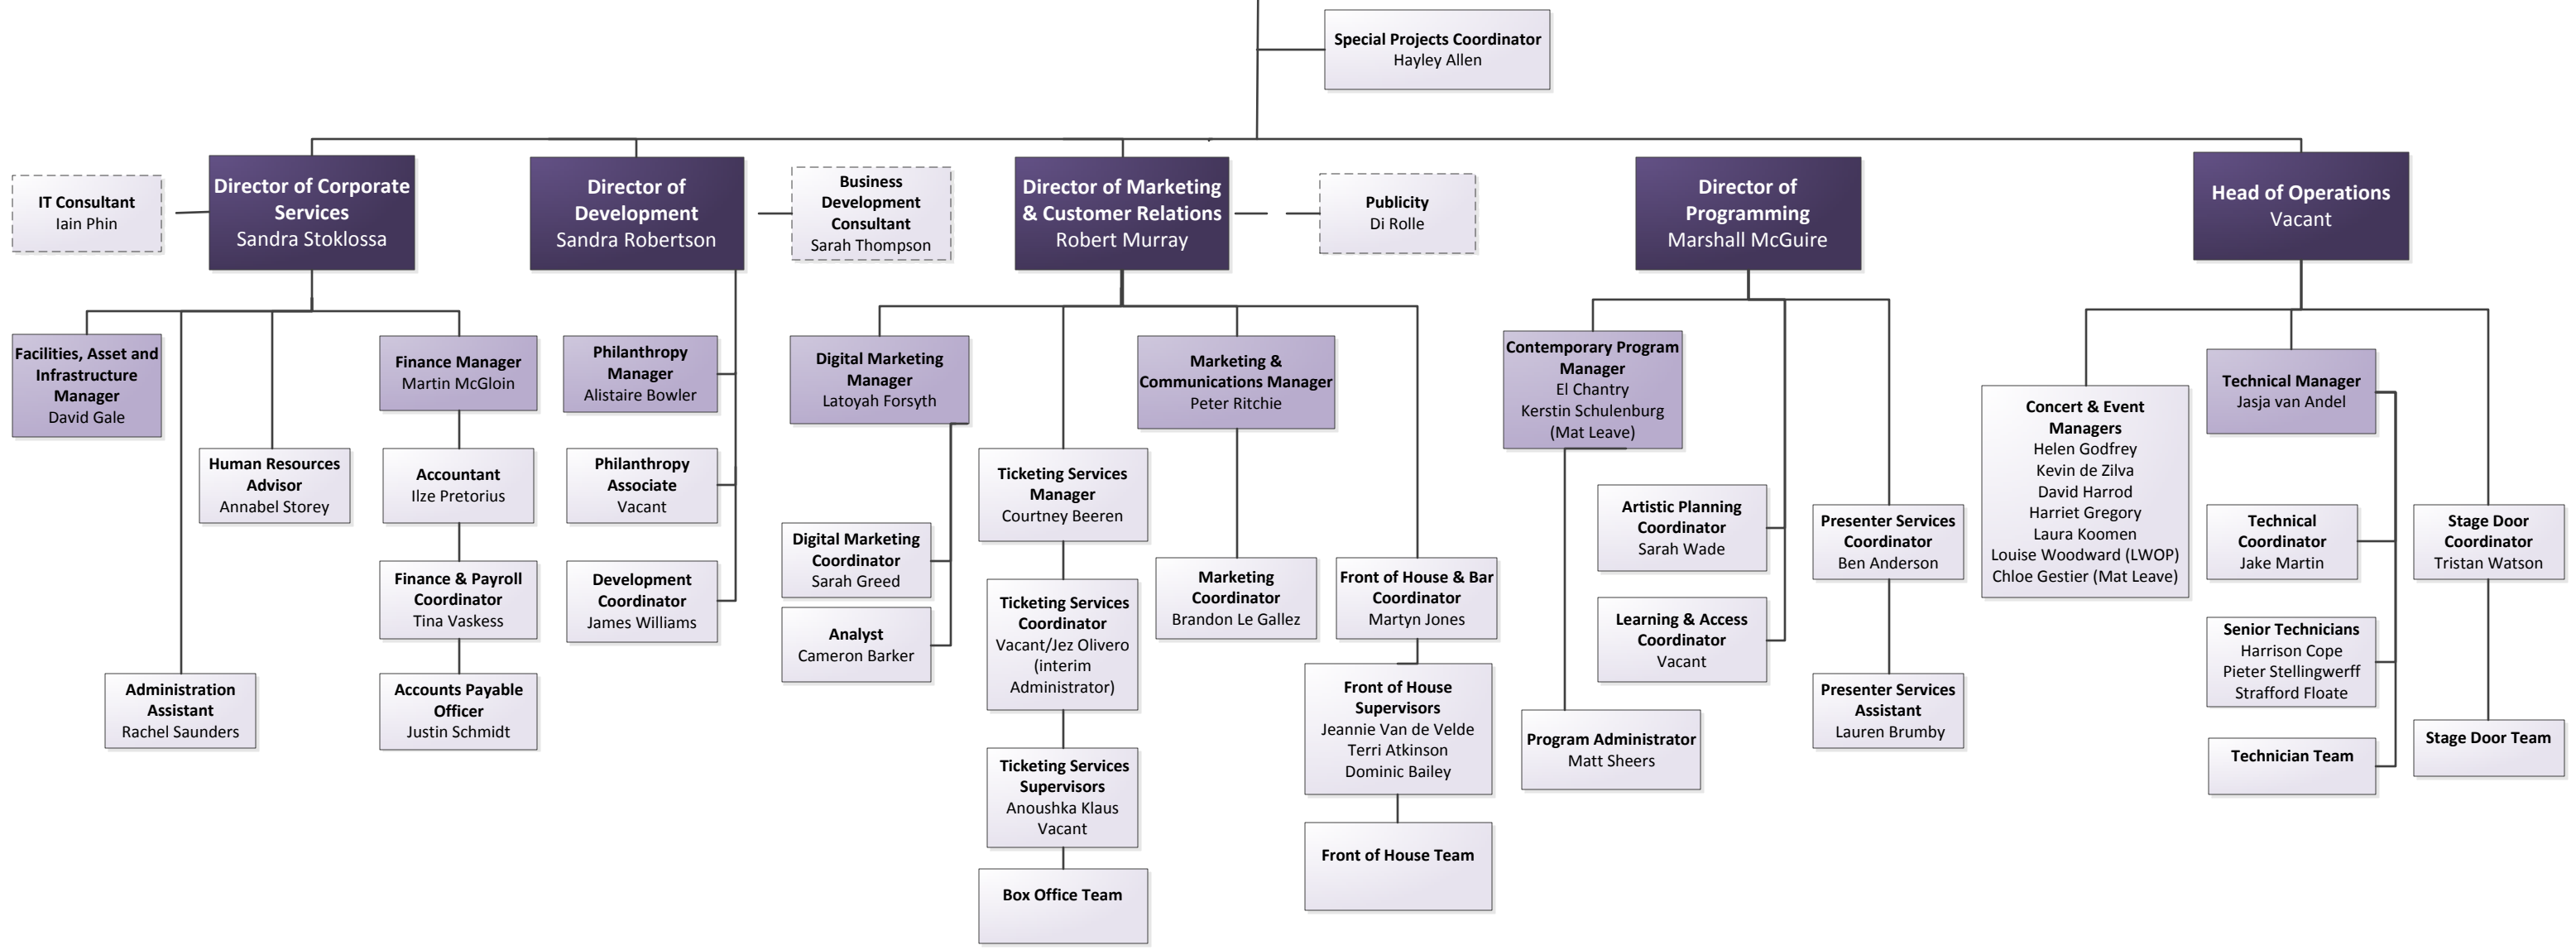 Special Projects Coordinator
Hayley Allen
IT Consultant
Iain Phin
Director of Corporate
Services
Sandra Stoklossa
Director of
Development
Sandra Robertson
Business
Development
Consultant
Sarah Thompson
Director of Marketing
& Customer Relations
Robert Murray
Publicity
Di Rolle
Director of
Programming
Marshall McGuire
Head of Operations
Vacant
Facilities, Asset and
Infrastructure
Manager
David Gale
Administration
Assistant
Rachel Saunders
Human Resources
Advisor
Annabel Storey
Finance Manager
Martin McGloin
Accountant
Ilze Pretorius
Finance & Payroll
Coordinator
Tina Vaskess
Accounts Payable
Officer
Justin Schmidt
Philanthropy
Manager
Alistaire Bowler
Philanthropy
Associate
Vacant
Development
Coordinator
James Williams
Digital Marketing
Manager
Latoyah Forsyth
Digital Marketing
Coordinator
Sarah Greed
Analyst
Cameron Barker
Ticketing Services
Manager
Courtney Beeren
Ticketing Services
Coordinator
Vacant/Jez Olivero
(interim
Administrator)
Ticketing Services
Supervisors
Anoushka Klaus
Vacant
Box Office Team
Marketing &
Communications Manager
Peter Ritchie
Marketing
Coordinator
Brandon Le Gallez
Front of House & Bar
Coordinator
Martyn Jones
Front of House
Supervisors
Jeannie Van de Velde
Terri Atkinson
Dominic Bailey
Front of House Team
Contemporary Program
Manager
El Chantry
Kerstin Schulenburg
(Mat Leave)
Program Administrator
Matt Sheers
Artistic Planning
Coordinator
Sarah Wade
Learning & Access
Coordinator
Vacant
Presenter Services
Coordinator
Ben Anderson
Presenter Services
Assistant
Lauren Brumby
Concert & Event
Managers
Helen Godfrey
Kevin de Zilva
David Harrod
Harriet Gregory
Laura Koomen
Louise Woodward (LWOP)
Chloe Gestier (Mat Leave)
Technical Manager
Jasja van Andel
Technical
Coordinator
Jake Martin
Senior Technicians
Harrison Cope
Pieter Stellingwerff
Strafford Floate
Technician Team
Stage Door
Coordinator
Tristan Watson
Stage Door Team